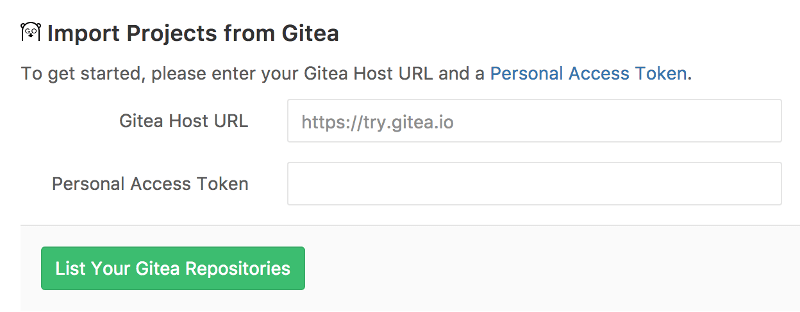 Import Projects from Gitea
To get started, please enter your Gitea Host URL and a Personal Access Token.
Gitea Host URL
https://try.gitea.io
Personal Access Token
List Your Gitea Repositories